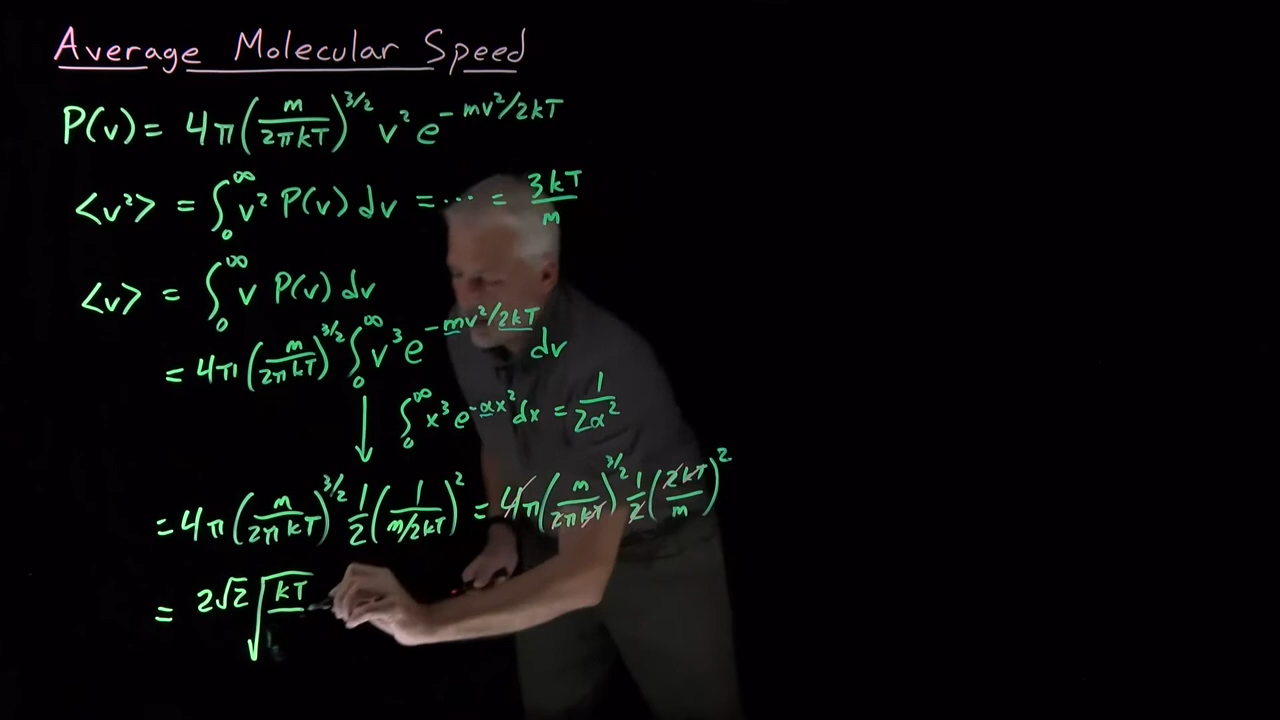 Average Molecular Speed
P(v) = 4π(m/2πkT)^3/2 v² e^-mv²/2kT
<v²> = ∫₀^∞ v² P(v) dv = ⋯ = 3kT/m
<v> = ∫₀^∞ v P(v) dv
= 4π(m/2πkT)^3/2 ∫₀^∞ v³ e^-mv²/2kT dv
↓ ∫₀^∞ x³ e^-αx² dx = 1/2α²
= 4π(m/2πkT)^3/2 1/2 (1/m/2kT)² = 4π(m/2πkT)^3/2 1/2 (2kT/m)²
= 2√2 √kT